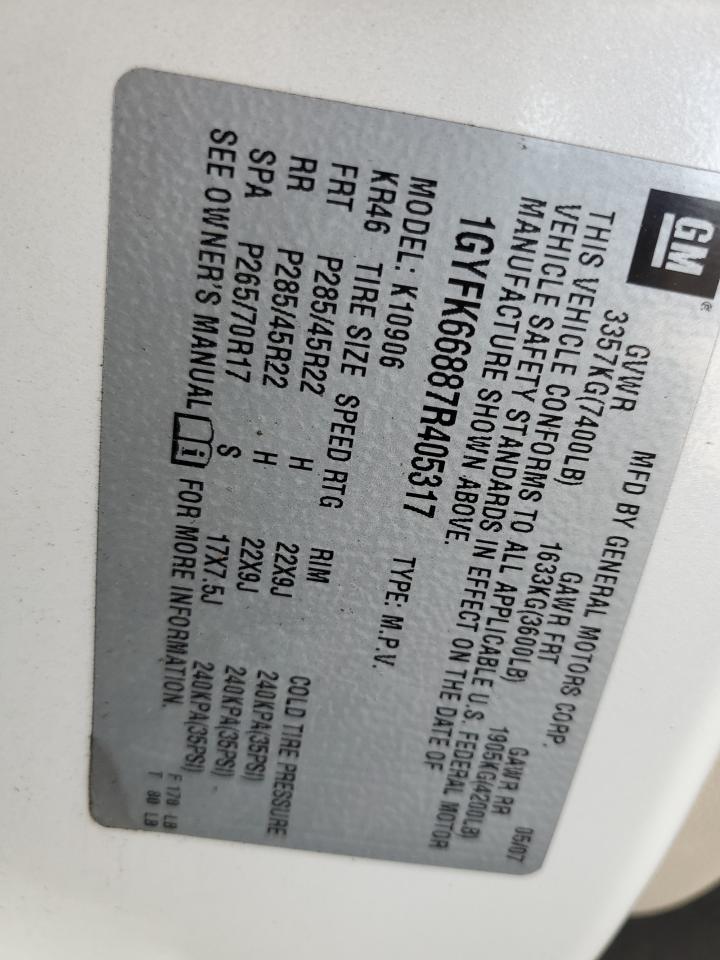 GM®
MFD BY GENERAL MOTORS CORP. 05/07
GVWR GAWR FRT GAWR RR
3357KG(7400LB) 1633KG(3600LB) 1905KG(4200LB)
THIS VEHICLE CONFORMS TO ALL APPLICABLE U.S. FEDERAL MOTOR
VEHICLE SAFETY STANDARDS IN EFFECT ON THE DATE OF
MANUFACTURE SHOWN ABOVE.
1GYFK66887R405317 TYPE: M.P.V.
MODEL: K10906
KR46 TIRE SIZE SPEED RTG RIM COLD TIRE PRESSURE
FRT P285/45R22 H 22X9J 240KPA(35PSI)
RR P285/45R22 H 22X9J 240KPA(35PSI)
SPA P265/70R17 S 17X7.5J 240KPA(35PSI)
SEE OWNER'S MANUAL i FOR MORE INFORMATION.
F 178 LB
T 80 LB